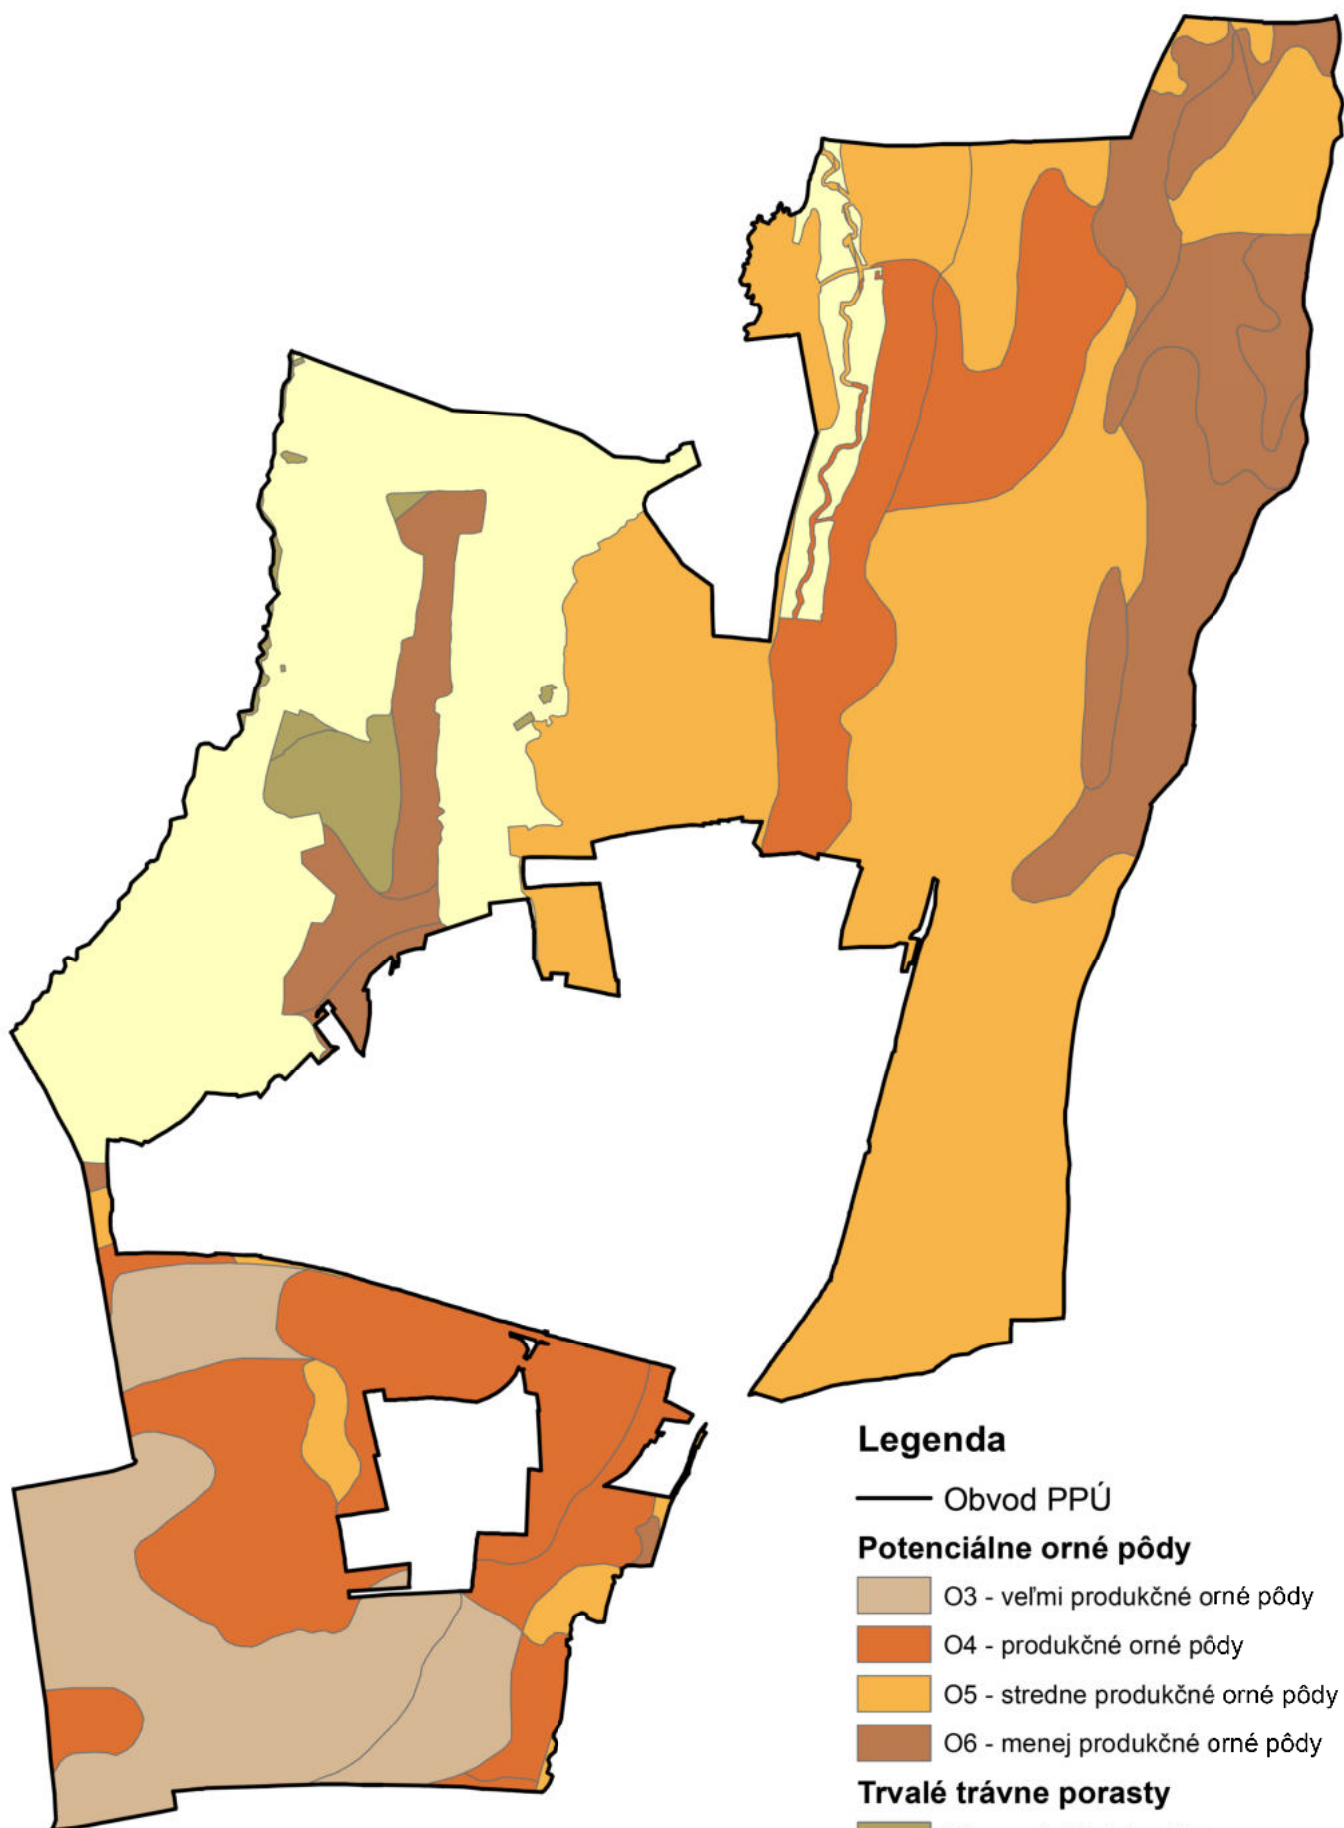 Legenda
Obvod PPÚ
Potenciálne orné pôdy
O3 - veľmi produkčné orné pôdy
O4 - produkčné orné pôdy
O5 - stredne produkčné orné pôdy
O6 - menej produkčné orné pôdy
Trvalé trávne porasty